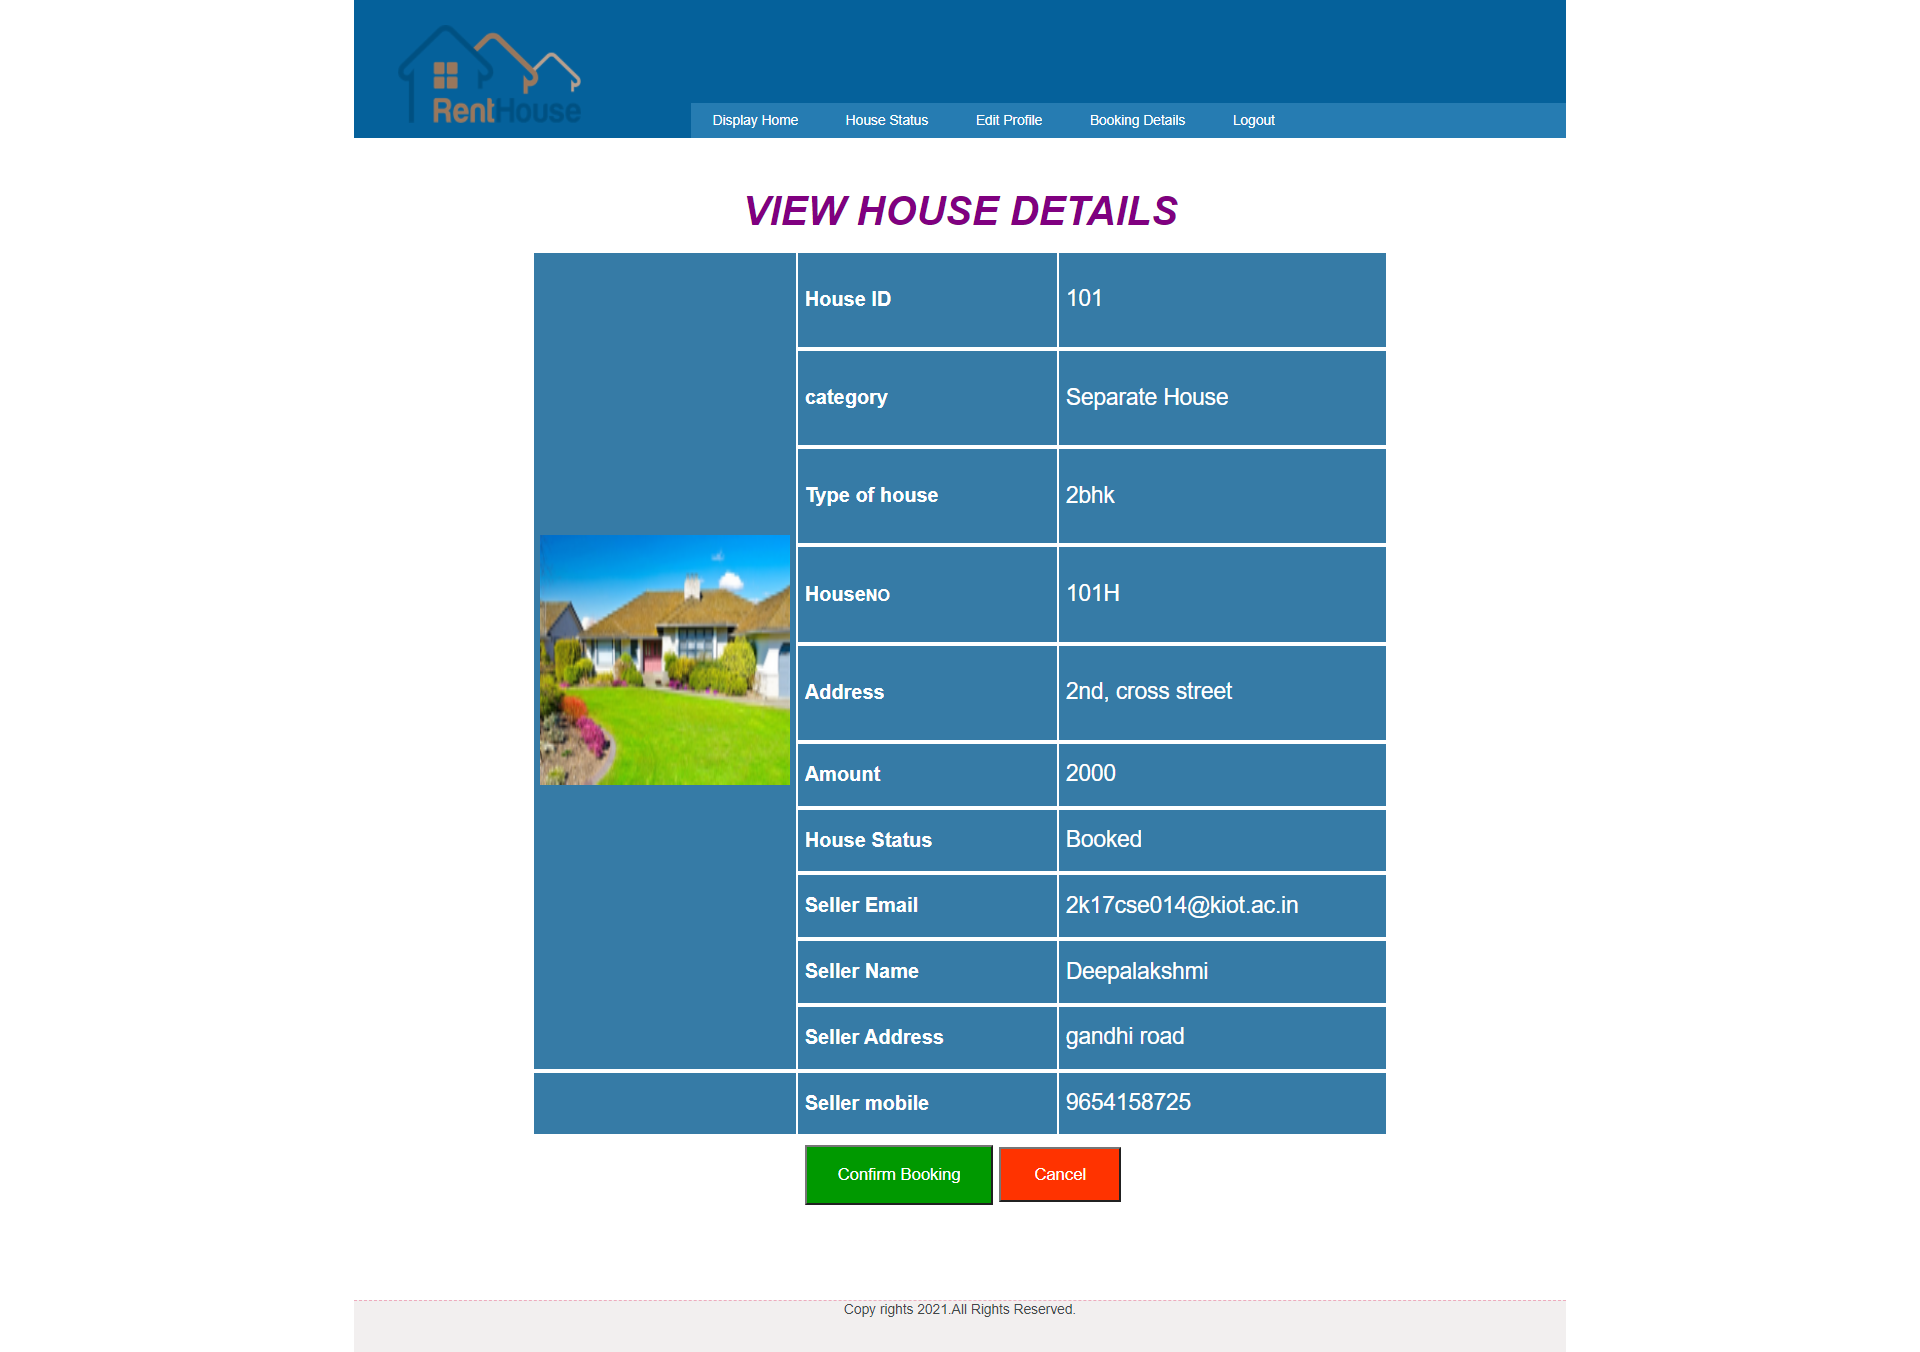 RentHouse
Display Home House Status Edit Profile Booking Details Logout
VIEW HOUSE DETAILS
House ID 101
category Separate House
Type of house 2bhk
HouseNO 101H
Address 2nd, cross street
Amount 2000
House Status Booked
Seller Email 2k17cse014@kiot.ac.in
Seller Name Deepalakshmi
Seller Address gandhi road
Seller mobile 9654158725
Confirm Booking Cancel
Copy rights 2021.All Rights Reserved.